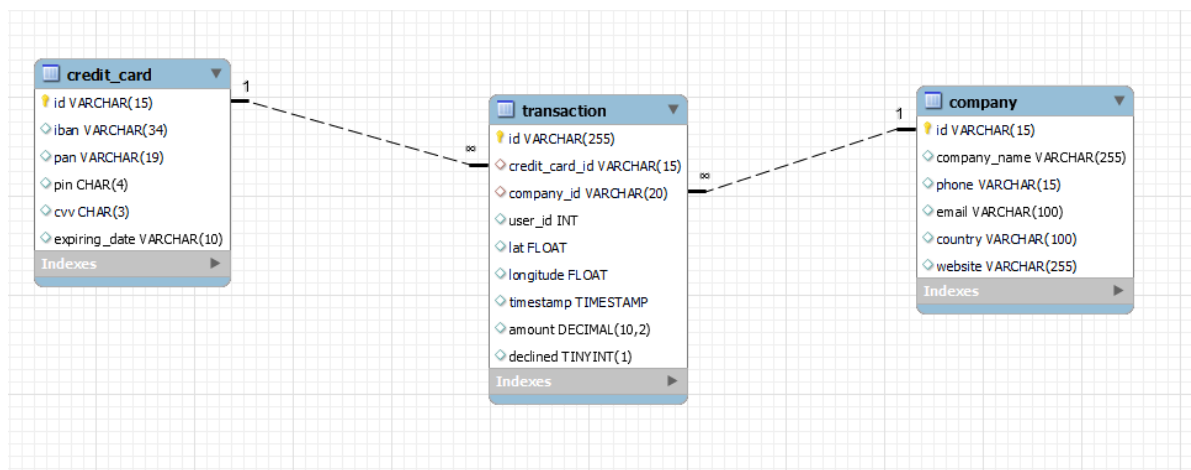 credit_card
id VARCHAR(15)
iban VARCHAR(34)
pan VARCHAR(19)
pin CHAR(4)
cvv CHAR(3)
expiring_date VARCHAR(10)
Indexes
1
∞
transaction
id VARCHAR(255)
credit_card_id VARCHAR(15)
company_id VARCHAR(20)
user_id INT
lat FLOAT
longitude FLOAT
timestamp TIMESTAMP
amount DECIMAL(10,2)
declined TINYINT(1)
Indexes
∞
1
company
id VARCHAR(15)
company_name VARCHAR(255)
phone VARCHAR(15)
email VARCHAR(100)
country VARCHAR(100)
website VARCHAR(255)
Indexes